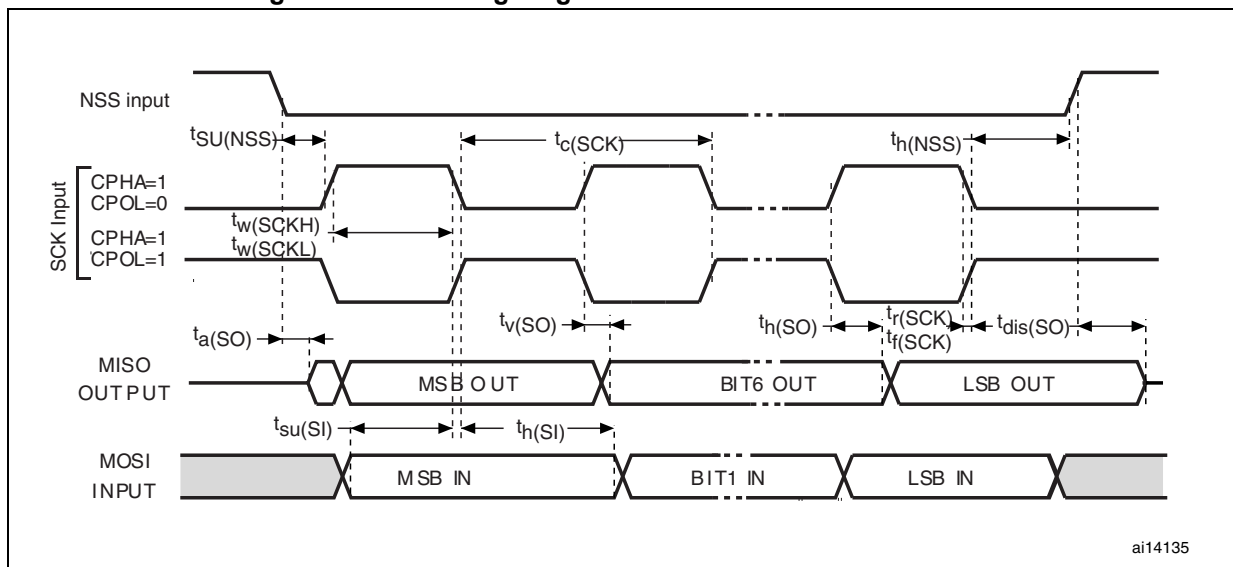 NSS input
tSU(NSS)
tc(SCK)
th(NSS)
SCK Input
CPHA=1
CPOL=0
tw(SCKH)
tw(SCKL)
CPHA=1
CPOL=1
ta(SO)
tv(SO)
th(SO)
tr(SCK)
tf(SCK)
tdis(SO)
MISO
OUTPUT
MSB OUT
BIT6 OUT
LSB OUT
tsu(SI)
th(SI)
MOSI
INPUT
MSB IN
BIT1 IN
LSB IN
ai14135